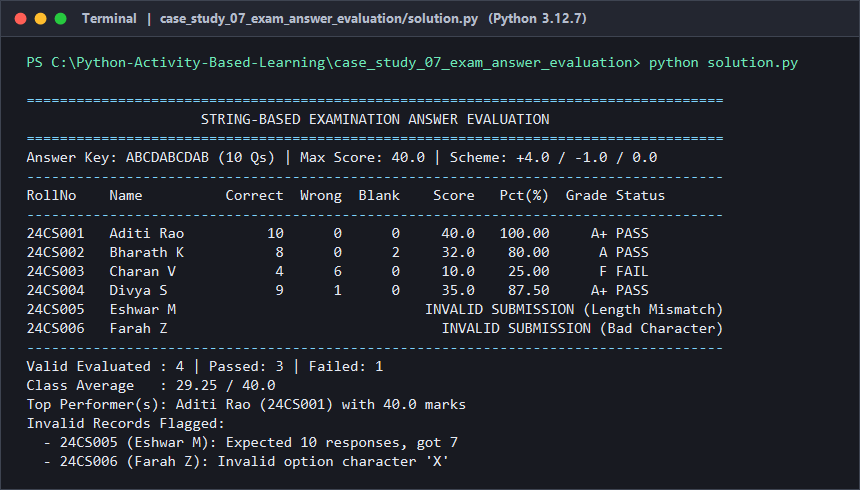 Terminal | case_study_07_exam_answer_evaluation/solution.py (Python 3.12.7)
PS C:\Python-Activity-Based-Learning\case_study_07_exam_answer_evaluation> python solution.py
====================================================================================
STRING-BASED EXAMINATION ANSWER EVALUATION
====================================================================================
Answer Key: ABCDABCDAB (10 Qs) | Max Score: 40.0 | Scheme: +4.0 / -1.0 / 0.0
------------------------------------------------------------------------------------
RollNo    Name          Correct  Wrong  Blank    Score   Pct(%)  Grade Status
------------------------------------------------------------------------------------
24CS001   Aditi Rao          10      0      0     40.0   100.00     A+ PASS
24CS002   Bharath K           8      0      2     32.0    80.00      A PASS
24CS003   Charan V            4      6      0     10.0    25.00      F FAIL
24CS004   Divya S             9      1      0     35.0    87.50     A+ PASS
24CS005   Eshwar M                              INVALID SUBMISSION (Length Mismatch)
24CS006   Farah Z                                 INVALID SUBMISSION (Bad Character)
------------------------------------------------------------------------------------
Valid Evaluated : 4 | Passed: 3 | Failed: 1
Class Average   : 29.25 / 40.0
Top Performer(s): Aditi Rao (24CS001) with 40.0 marks
Invalid Records Flagged:
  - 24CS005 (Eshwar M): Expected 10 responses, got 7
  - 24CS006 (Farah Z): Invalid option character 'X'